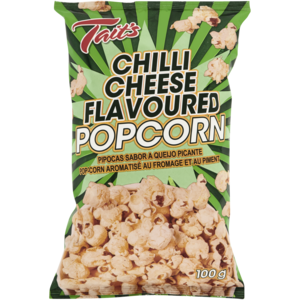 Tait's
CHILLI
CHEESE
FLAVOURED
POPCORN
PIPOCAS SABOR À QUEIJO PICANTE
POPCORN AROMATISÉ AU FROMAGE ET AU PIMENT
100 g